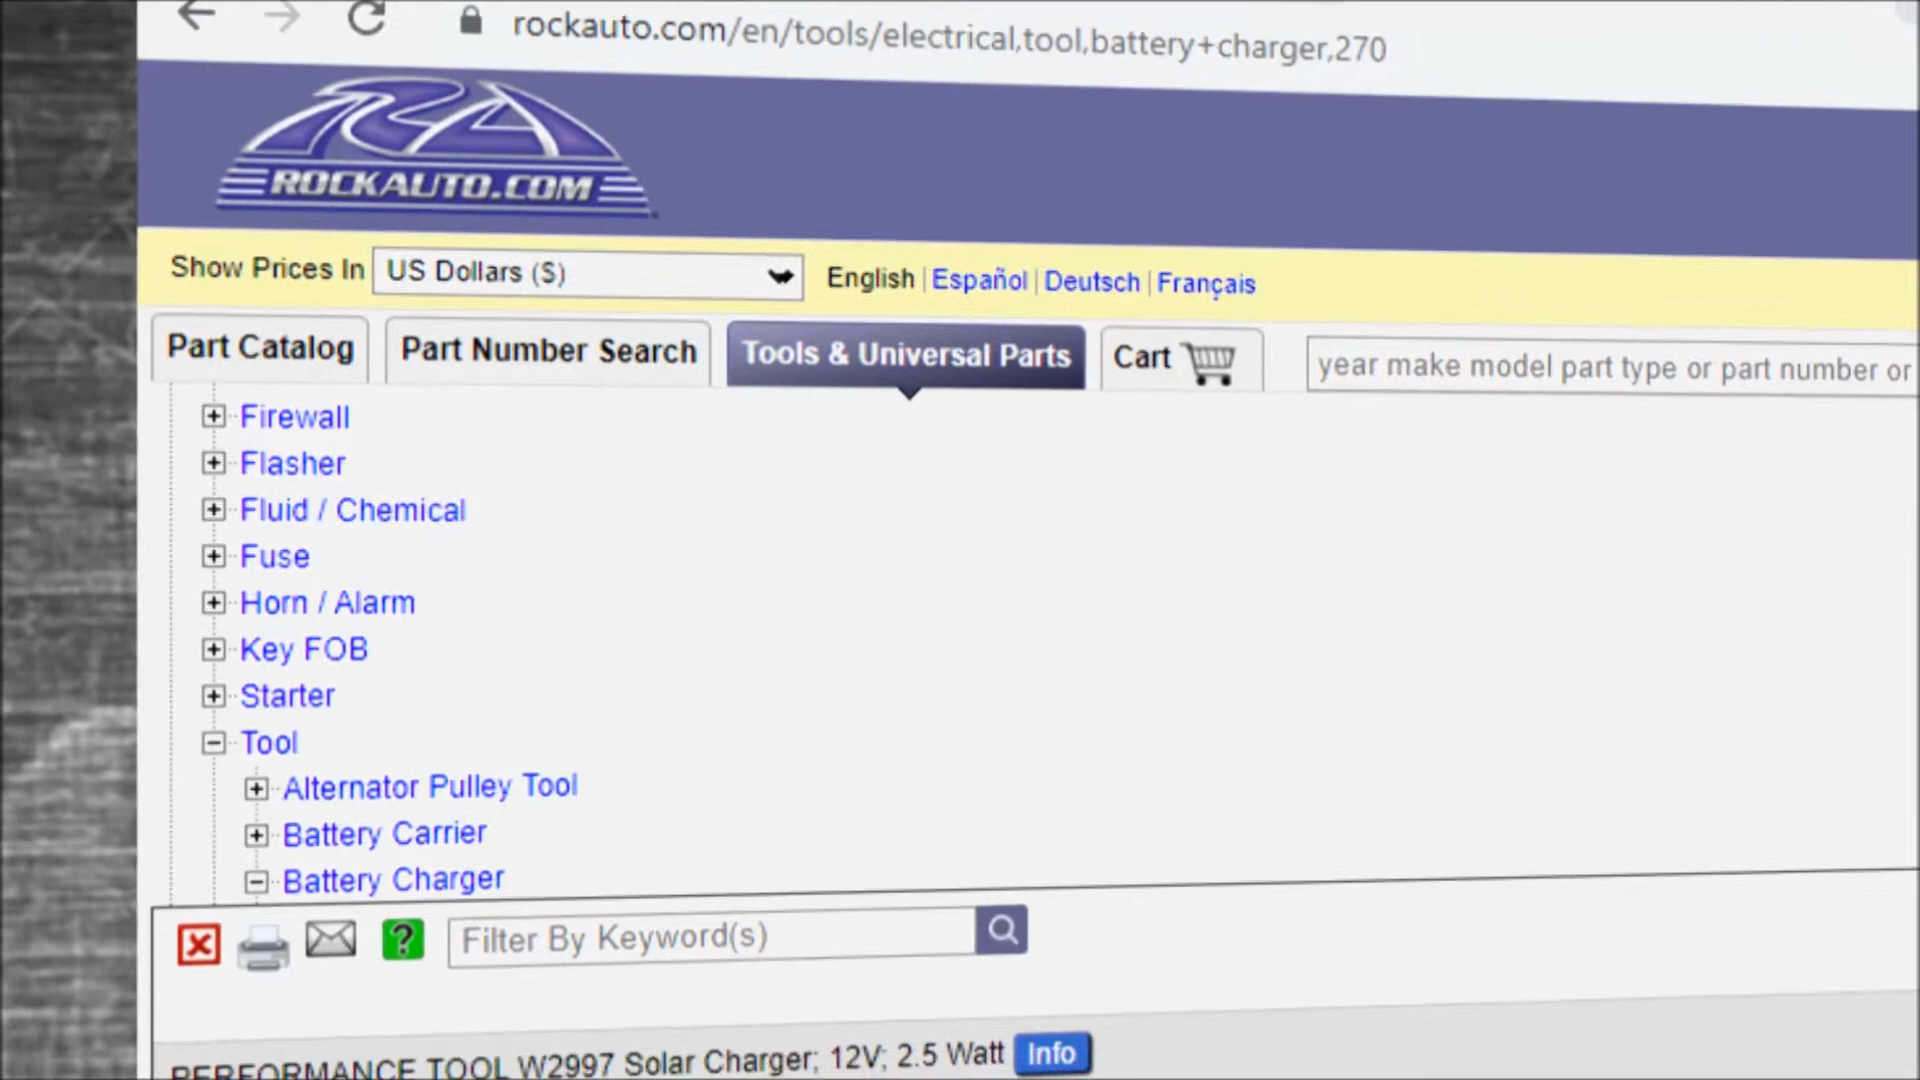 rockauto.com/en/tools/electrical,tool,battery+charger,270
RA
ROCKAUTO.COM
Show Prices In US Dollars ($) English | Español | Deutsch | Français
Part Catalog Part Number Search Tools & Universal Parts Cart year make model part type or part number or
Firewall
Flasher
Fluid / Chemical
Fuse
Horn / Alarm
Key FOB
Starter
Tool
Alternator Pulley Tool
Battery Carrier
Battery Charger
? Filter By Keyword(s)
PERFORMANCE TOOL W2997 Solar Charger; 12V; 2.5 Watt Info